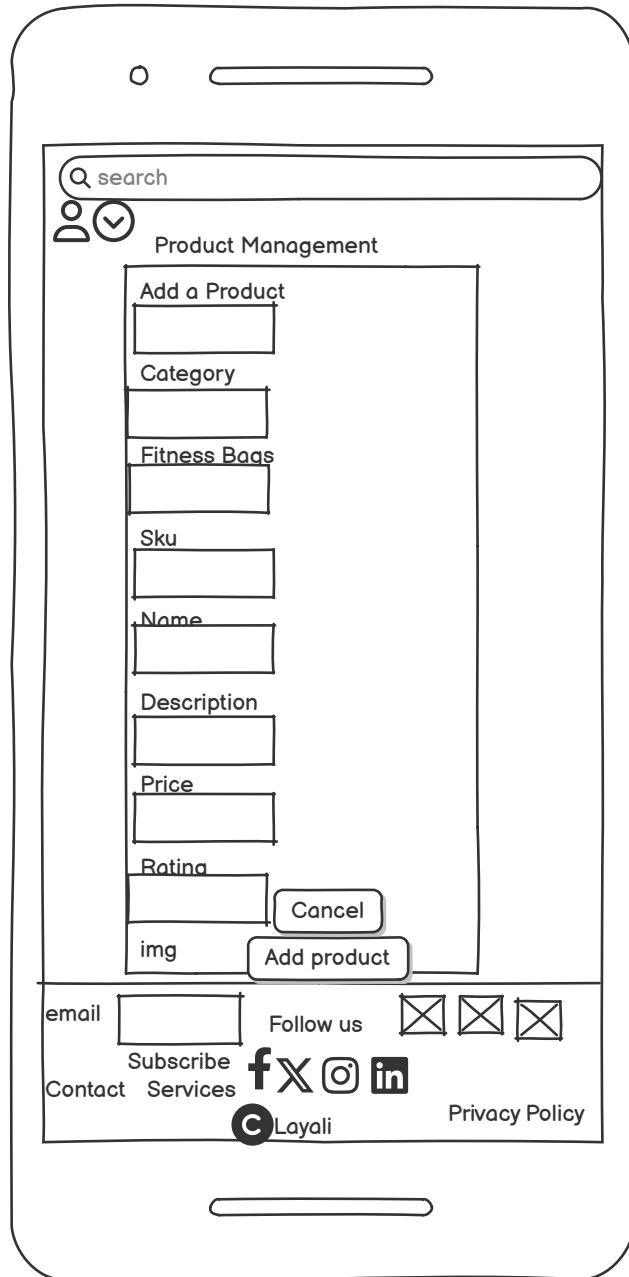 search
Product Management
Add a Product
Category
Fitness Bags
Sku
Name
Description
Price
Rating
Cancel
img
Add product
email
Follow us
Subscribe
Contact Services
Privacy Policy
C Layali